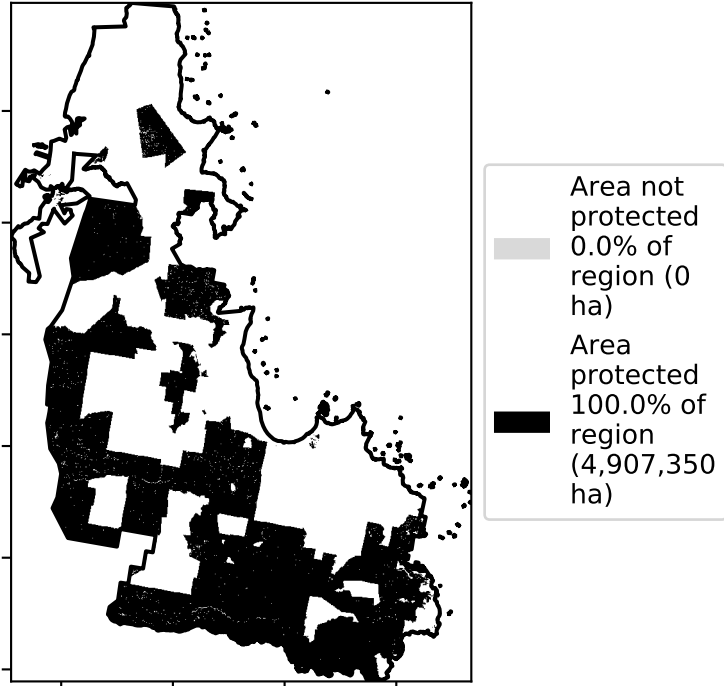 Area not
protected
0.0% of
region (0
ha)
Area
protected
100.0% of
region
(4,907,350
ha)